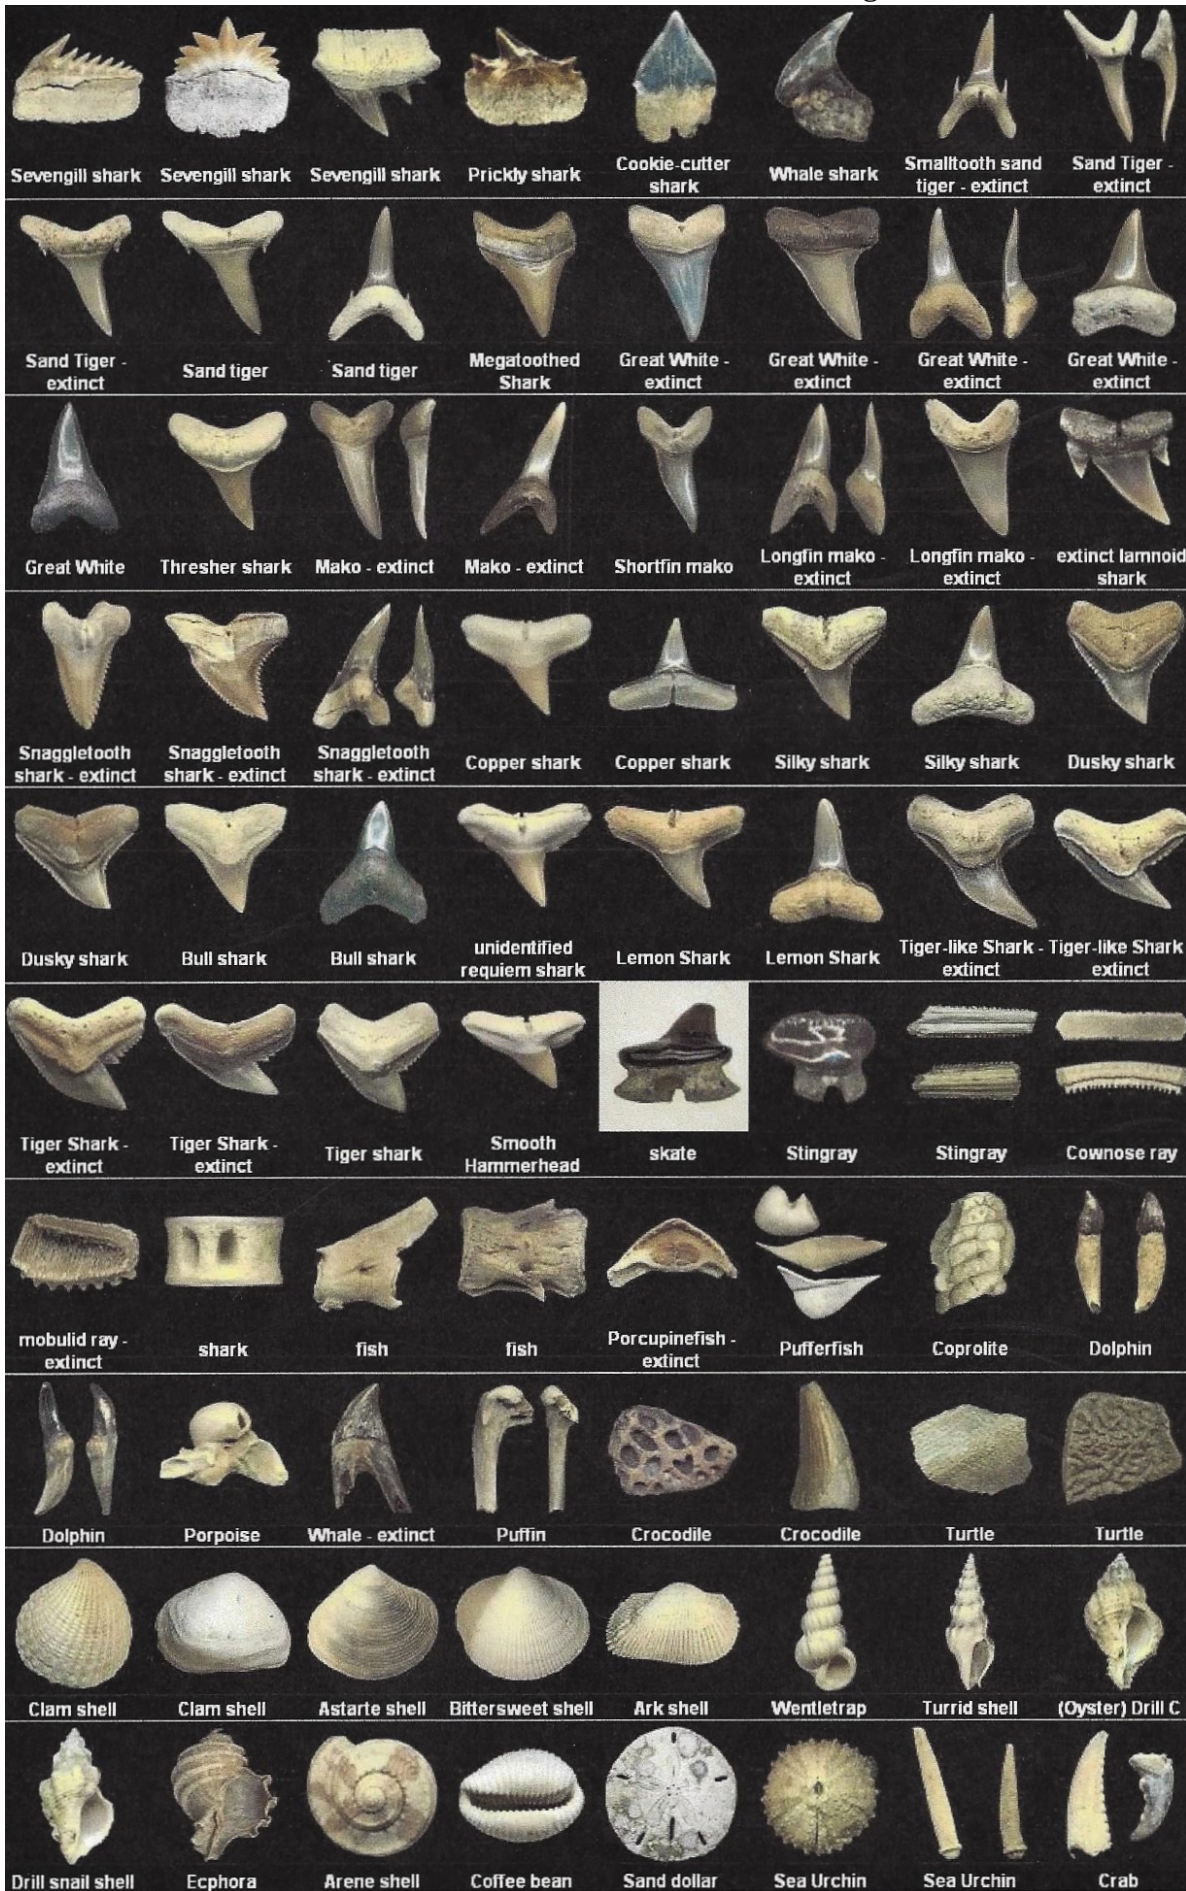 Sevengill shark
Sevengill shark
Sevengill shark
Prickly shark
Cookie-cutter
shark
Whale shark
Smalltooth sand
tiger - extinct
Sand Tiger -
extinct
Sand Tiger -
extinct
Sand tiger
Sand tiger
Megatoothed
Shark
Great White -
extinct
Great White -
extinct
Great White -
extinct
Great White -
extinct
Great White
Thresher shark
Mako - extinct
Mako - extinct
Shortfin mako
Longfin mako -
extinct
Longfin mako -
extinct
extinct lamnoid
shark
Snaggletooth
shark - extinct
Snaggletooth
shark - extinct
Snaggletooth
shark - extinct
Copper shark
Copper shark
Silky shark
Silky shark
Dusky shark
Dusky shark
Bull shark
Bull shark
unidentified
requiem shark
Lemon Shark
Lemon Shark
Tiger-like Shark -
extinct
Tiger-like Shark
extinct
Tiger Shark -
extinct
Tiger Shark -
extinct
Tiger shark
Smooth
Hammerhead
skate
Stingray
Stingray
Cownose ray
mobulid ray -
extinct
shark
fish
fish
Porcupinefish -
extinct
Pufferfish
Coprolite
Dolphin
Dolphin
Porpoise
Whale - extinct
Puffin
Crocodile
Crocodile
Turtle
Turtle
Clam shell
Clam shell
Astarte shell
Bittersweet shell
Ark shell
Wentletrap
Turrid shell
(Oyster) Drill C
Drill snail shell
Ecphora
Arene shell
Coffee bean
Sand dollar
Sea Urchin
Sea Urchin
Crab